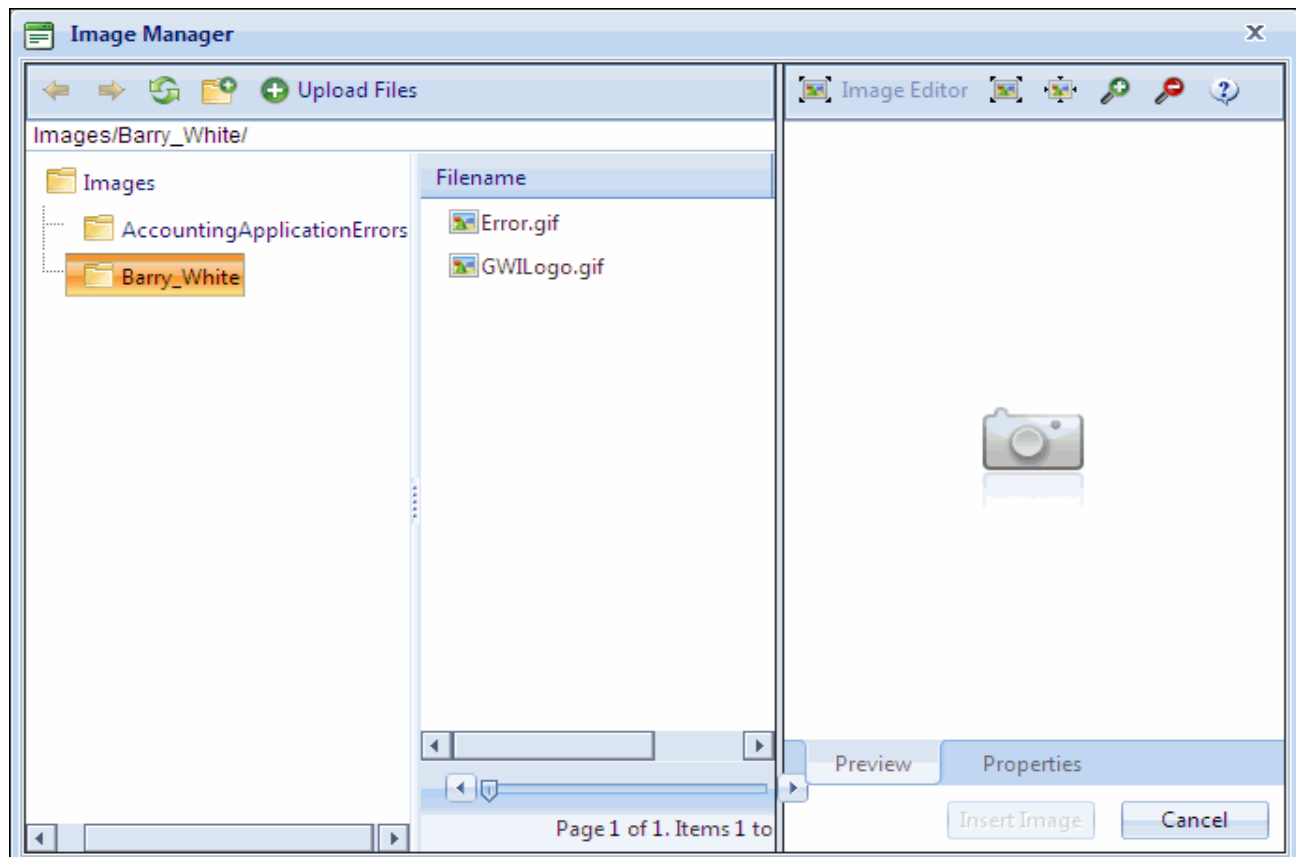 Image Manager
Upload Files
Image Editor
Images/Barry_White/
Images
AccountingApplicationErrors
Barry_White
Filename
Error.gif
GWILogo.gif
Page 1 of 1. Items 1 to
Preview
Properties
Insert Image
Cancel